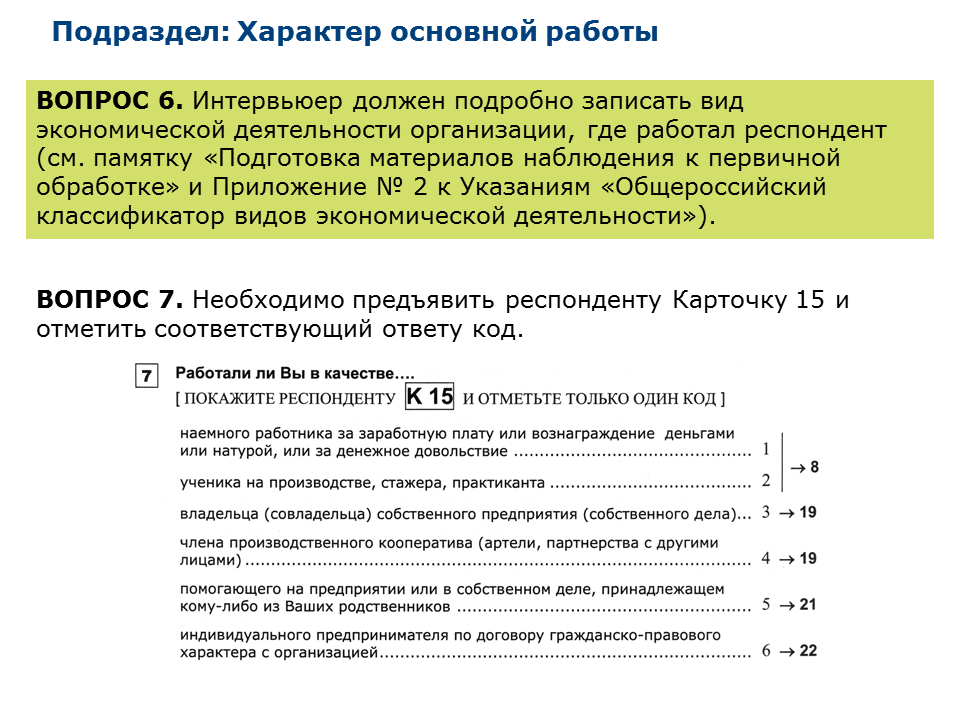 Подраздел: Характер основной работы
ВОПРОС 6. Интервьюер должен подробно записать вид
экономической деятельности организации, где работал респондент
(см. памятку «Подготовка материалов наблюдения к первичной
обработке» и Приложение № 2 к Указаниям «Общероссийский
классификатор видов экономической деятельности»).
ВОПРОС 7. Необходимо предъявить респонденту Карточку 15 и
отметить соответствующий ответу код.
7 Работали ли Вы в качестве….
[ ПОКАЖИТЕ РЕСПОНДЕНТУ К 15 И ОТМЕТЬТЕ ТОЛЬКО ОДИН КОД ]
наемного работника за заработную плату или вознаграждение деньгами
или натурой, или за денежное довольствие ........................................ 1
→ 8
ученика на производстве, стажера, практиканта ................................... 2
владельца (совладельца) собственного предприятия (собственного дела)... 3 → 19
члена производственного кооператива (артели, партнерства с другими
лицами) ........................................................................................ 4 → 19
помогающего на предприятии или в собственном деле, принадлежащем
кому-либо из Ваших родственников .................................................. 5 → 21
индивидуального предпринимателя по договору гражданско-правового
характера с организацией................................................................ 6 → 22